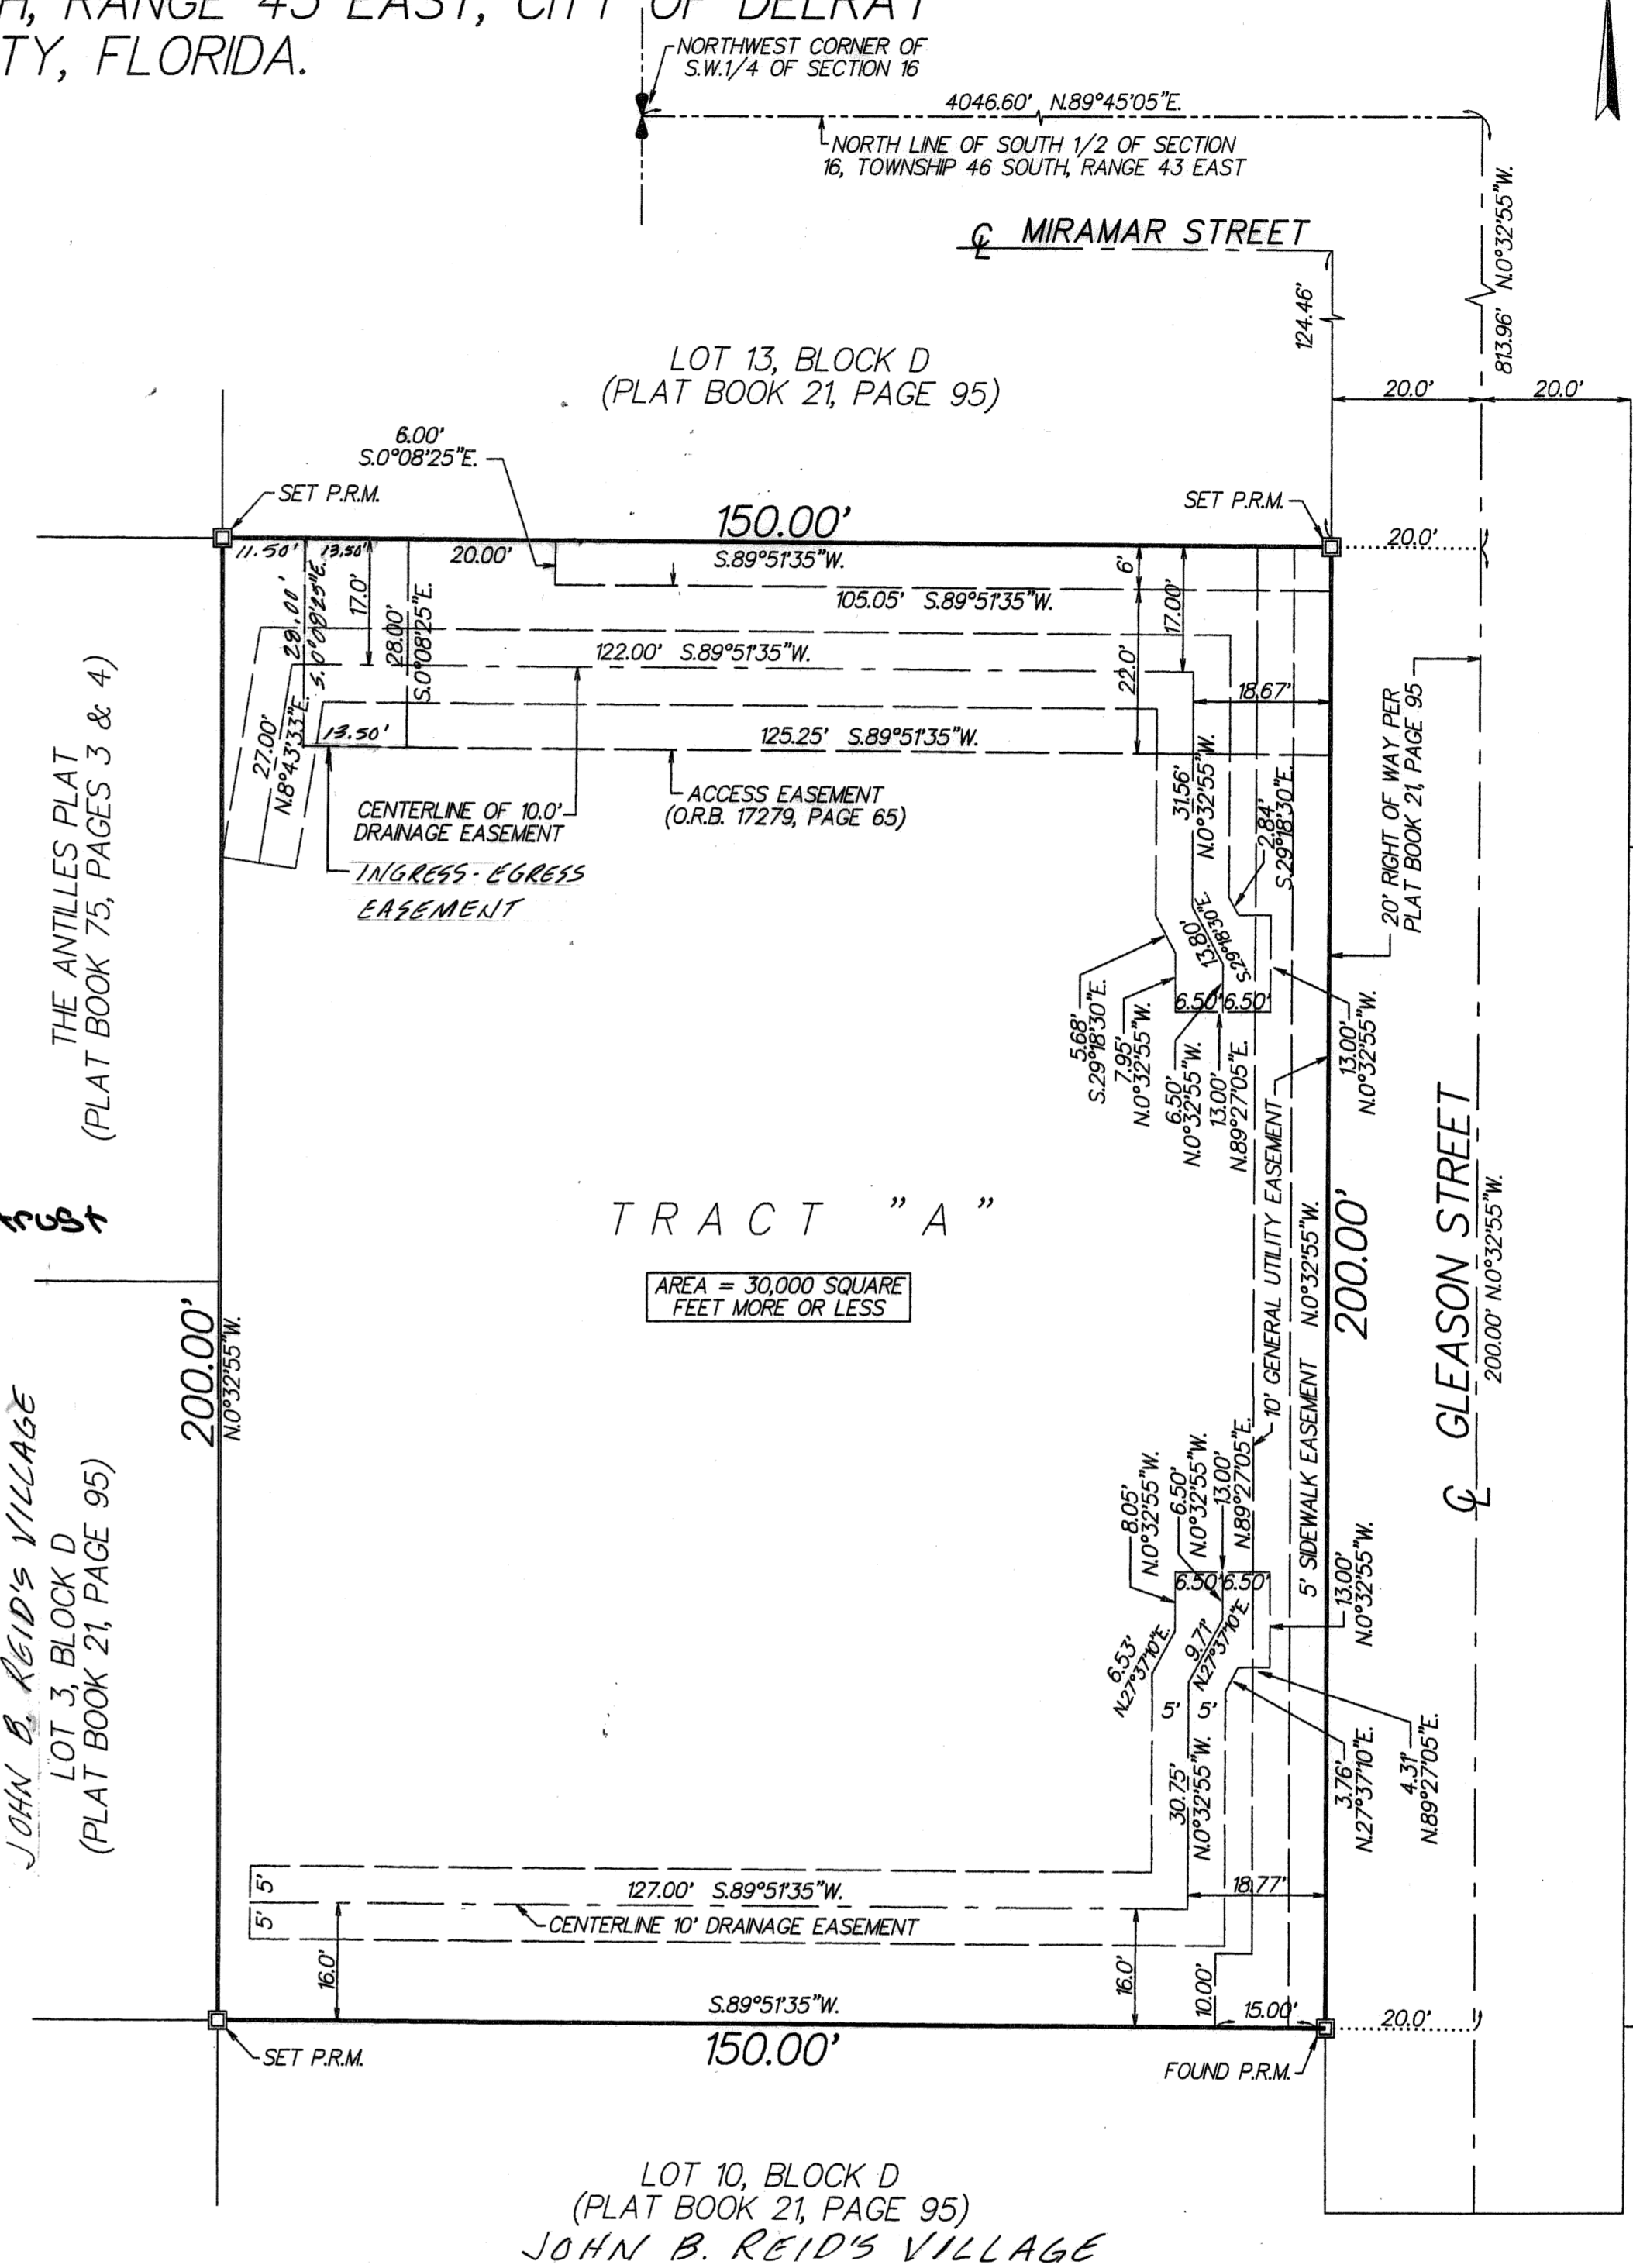 H, RANGE 43 EAST, CITY OF DELRAY
TY, FLORIDA.
NORTHWEST CORNER OF
S.W.1/4 OF SECTION 16
4046.60' N.89°45'05"E.
NORTH LINE OF SOUTH 1/2 OF SECTION
16, TOWNSHIP 46 SOUTH, RANGE 43 EAST
813.96' N.0°32'55"W.
℄ MIRAMAR STREET
124.46'
LOT 13, BLOCK D
(PLAT BOOK 21, PAGE 95)
20.0'
20.0'
6.00'
S.0°08'25"E.
SET P.R.M.
SET P.R.M.
150.00'
S.89°51'35"W.
20.0'
11.50'
13.50'
20.00'
28.00'
S.0°08'25"E.
17.0'
28.00'
S.0°08'25"E.
6'
105.05' S.89°51'35"W.
17.00'
122.00' S.89°51'35"W.
22.0'
18.67'
27.00'
N.8°43'33"E.
13.50'
125.25' S.89°51'35"W.
CENTERLINE OF 10.0'
DRAINAGE EASEMENT
ACCESS EASEMENT
(O.R.B. 17279, PAGE 65)
INGRESS-EGRESS
EASEMENT
31.56'
N.0°32'55"W.
2.84'
S.29°18'30"E.
20' RIGHT OF WAY PER
PLAT BOOK 21, PAGE 95
THE ANTILLES PLAT
(PLAT BOOK 75, PAGES 3 & 4)
13.80'
S.29°18'30"E.
6.50'
6.50'
5.68'
S.29°18'30"E.
7.95'
N.0°32'55"W.
6.50'
N.0°32'55"W.
13.00'
N.89°27'05"E.
13.00'
N.0°32'55"W.
trust
TRACT "A"
AREA = 30,000 SQUARE
FEET MORE OR LESS
10' GENERAL UTILITY EASEMENT
5' SIDEWALK EASEMENT N.0°32'55"W.
200.00'
℄ GLEASON STREET
200.00' N.0°32'55"W.
200.00'
N.0°32'55"W.
JOHN B. REID'S VILLAGE
LOT 3, BLOCK D
(PLAT BOOK 21, PAGE 95)
8.05'
N.0°32'55"W.
6.50'
N.0°32'55"W.
13.00'
N.89°27'05"E.
6.50'
6.50'
13.00'
N.0°32'55"W.
6.53'
N.27°37'10"E.
9.71'
N.27°37'10"E.
5'
5'
3.76'
N.27°37'10"E.
4.31'
N.89°27'05"E.
30.75'
N.0°32'55"W.
5'
5'
127.00' S.89°51'35"W.
18.77'
CENTERLINE 10' DRAINAGE EASEMENT
16.0'
16.0'
10.00'
15.00'
S.89°51'35"W.
150.00'
20.0'
SET P.R.M.
FOUND P.R.M.
LOT 10, BLOCK D
(PLAT BOOK 21, PAGE 95)
JOHN B. REID'S VILLAGE